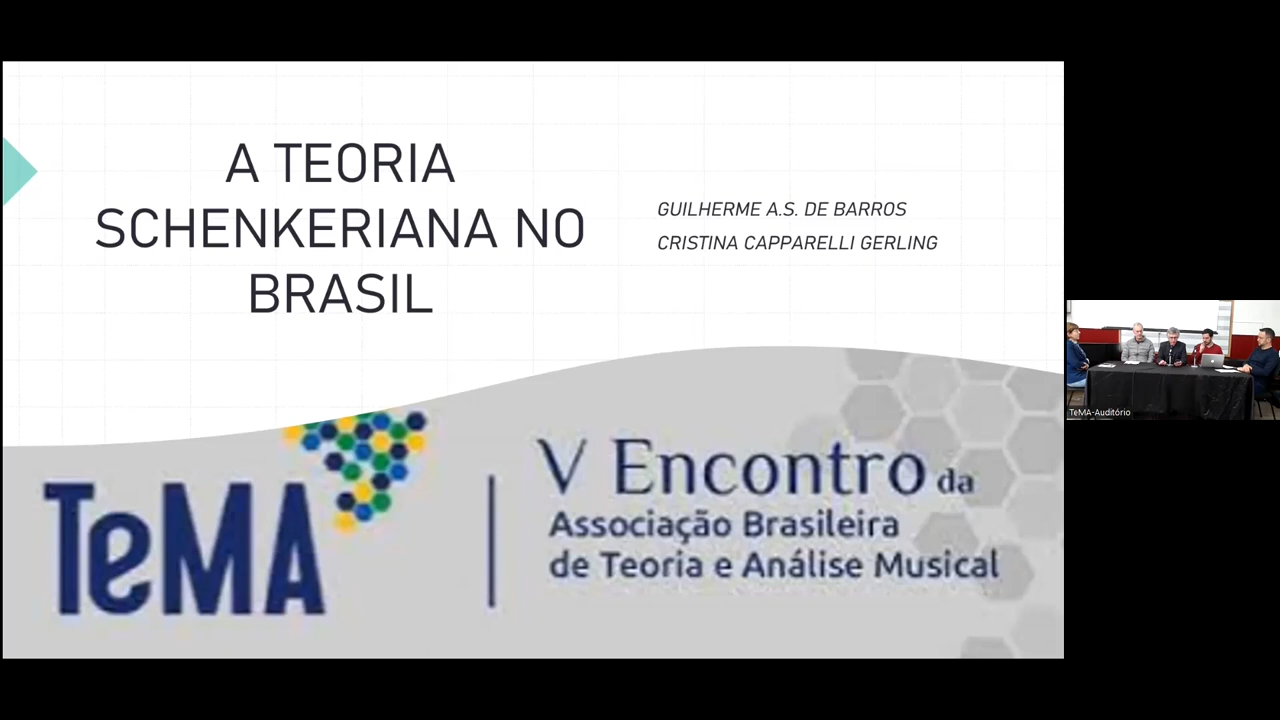 A TEORIA
SCHENKERIANA NO
BRASIL
GUILHERME A.S. DE BARROS
CRISTINA CAPPARELLI GERLING
TeMA
V Encontro da
Associação Brasileira
de Teoria e Análise Musical
TeMA-Auditório